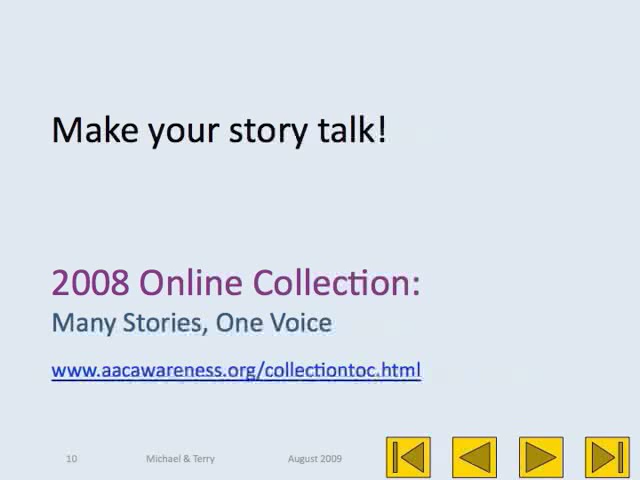 Make your story talk!
2008 Online Collection:
Many Stories, One Voice
www.aacawareness.org/collectiontoc.html
10 Michael & Terry August 2009